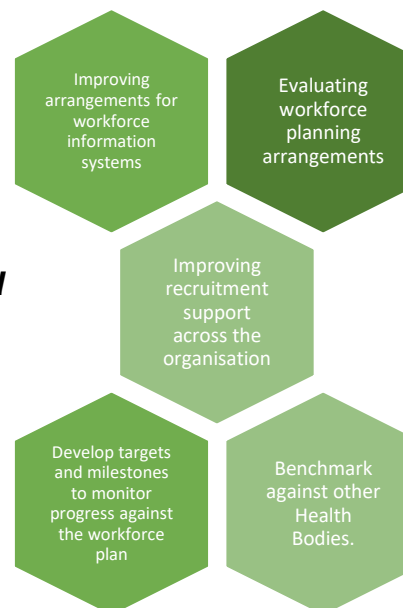 Improving
arrangements for
workforce
information
systems
Evaluating
workforce
planning
arrangements
Improving
recruitment
support
across the
organisation
Develop targets
and milestones
to monitor
progress against
the workforce
plan
Benchmark
against other
Health
Bodies.